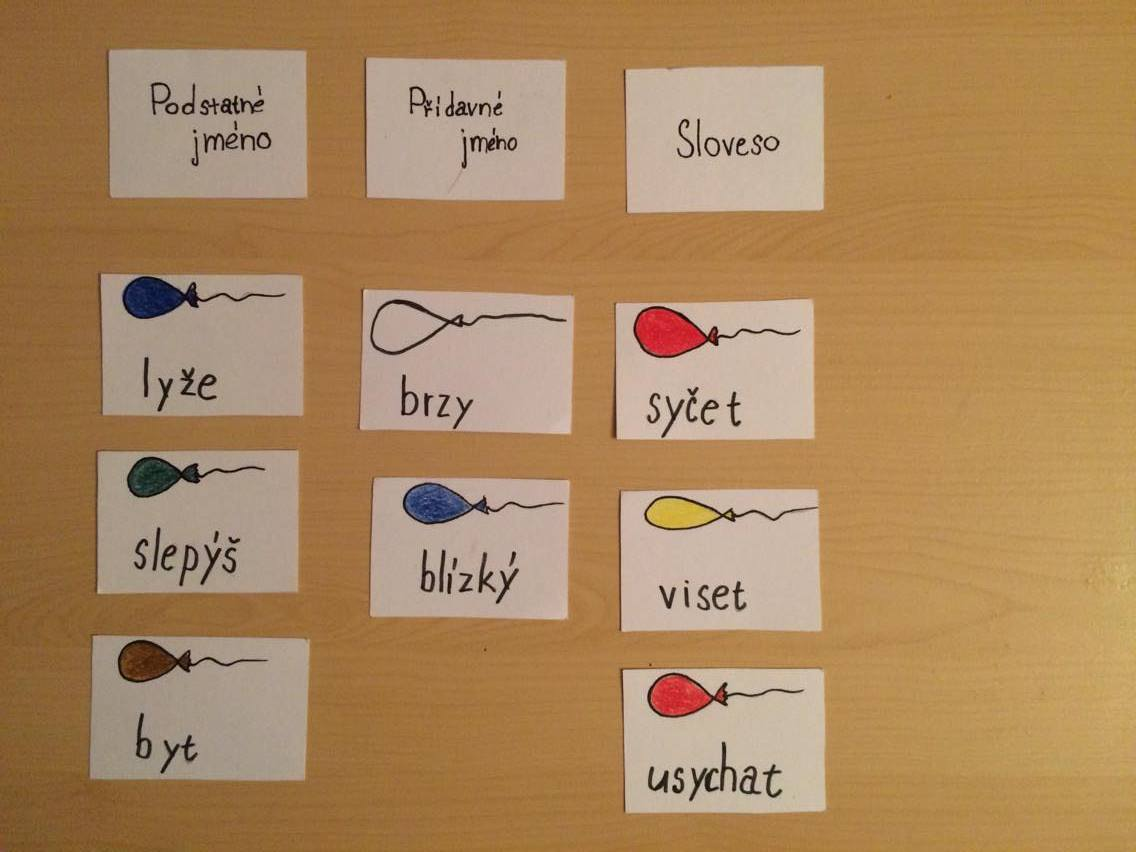 Podstatné
jméno
Přídavné
jméno
Sloveso
lyže
brzy
syčet
slepýš
blízký
viset
byt
usychat